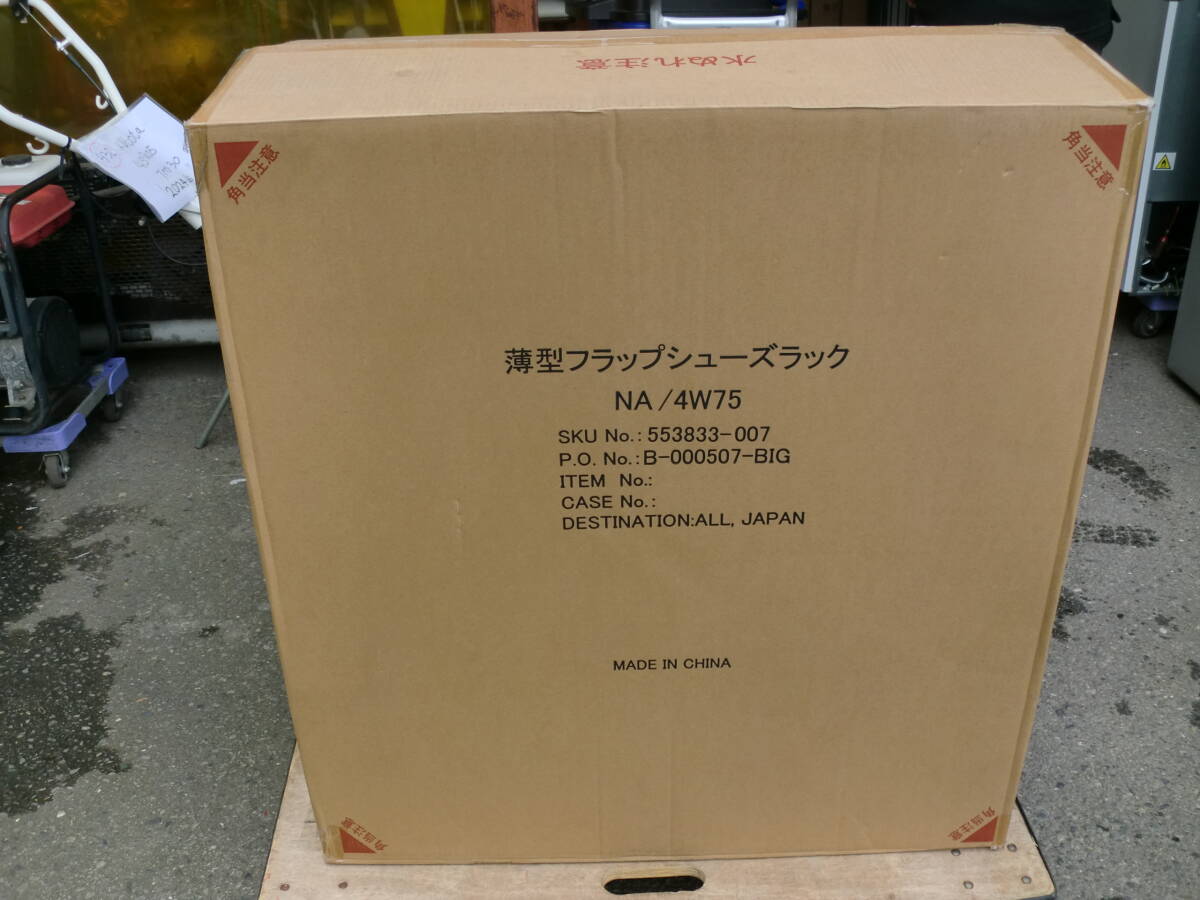 水ぬれ注意
角当注意
角当注意
薄型フラップシューズラック
NA/4W75
SKU No.:553833-007
P.O. No.:B-000507-BIG
ITEM No.:
CASE No.:
DESTINATION:ALL, JAPAN
MADE IN CHINA
角当注意
角当注意